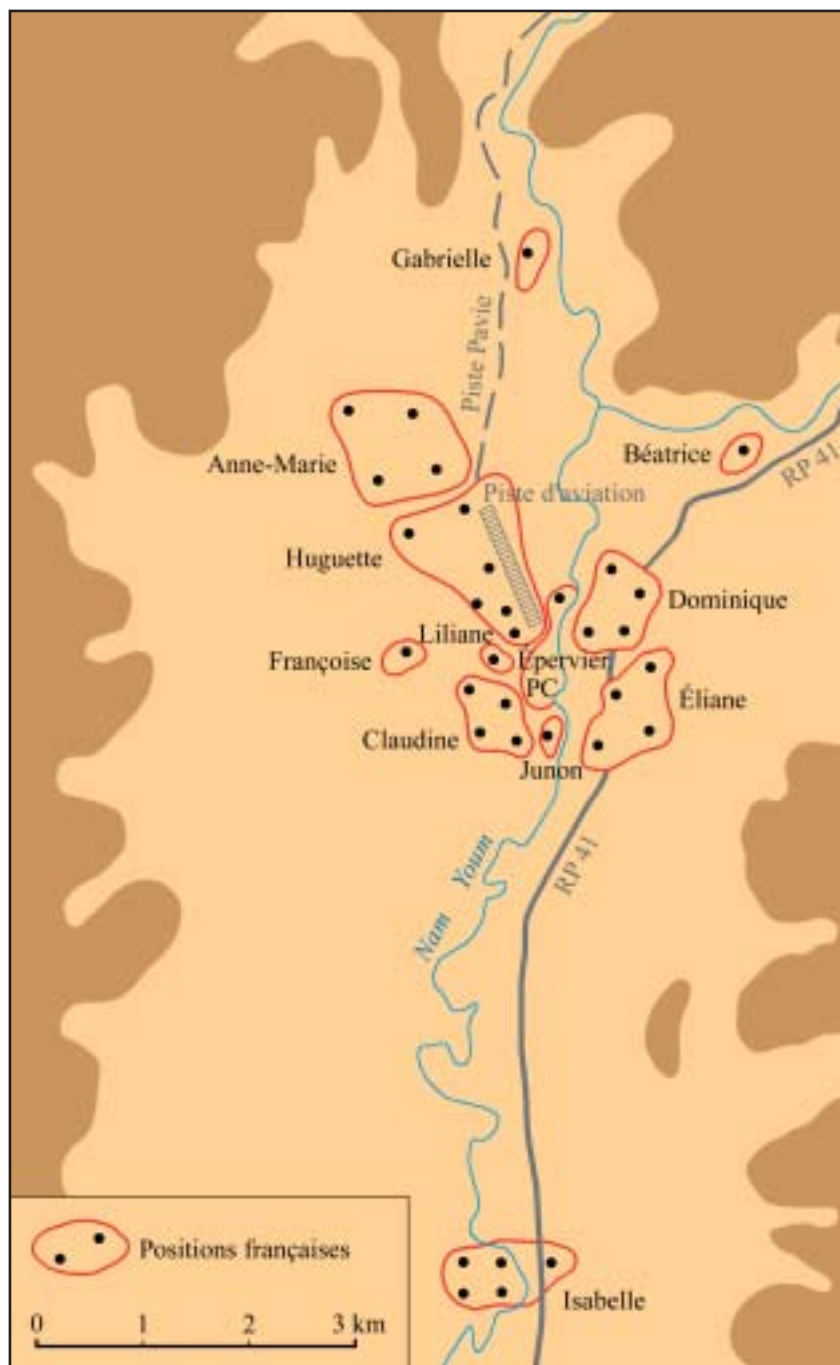 Gabrielle
Piste Pavie
Anne-Marie
Béatrice
RP 41
Piste d'aviation
Huguette
Dominique
Liliane
Françoise
Épervier
PC
Éliane
Claudine
Junon
RP 41
Nam Youm
Positions françaises
Isabelle
0 1 2 3 km